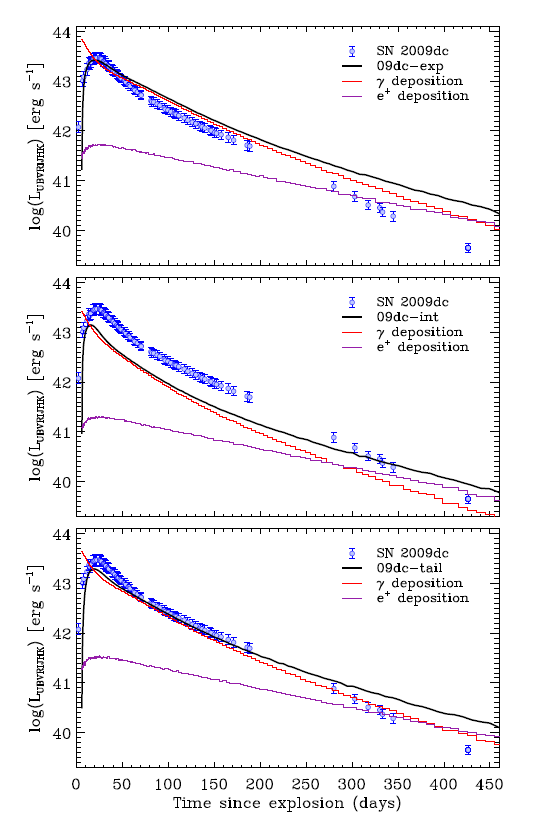 44
43
42
41
40
log(L_UBVRIJHK) [erg s⁻¹]
SN 2009dc
09dc-exp
γ deposition
e⁺ deposition
44
43
42
41
40
log(L_UBVRIJHK) [erg s⁻¹]
SN 2009dc
09dc-int
γ deposition
e⁺ deposition
44
43
42
41
40
log(L_UBVRIJHK) [erg s⁻¹]
SN 2009dc
09dc-tail
γ deposition
e⁺ deposition
0 50 100 150 200 250 300 350 400 450
Time since explosion (days)